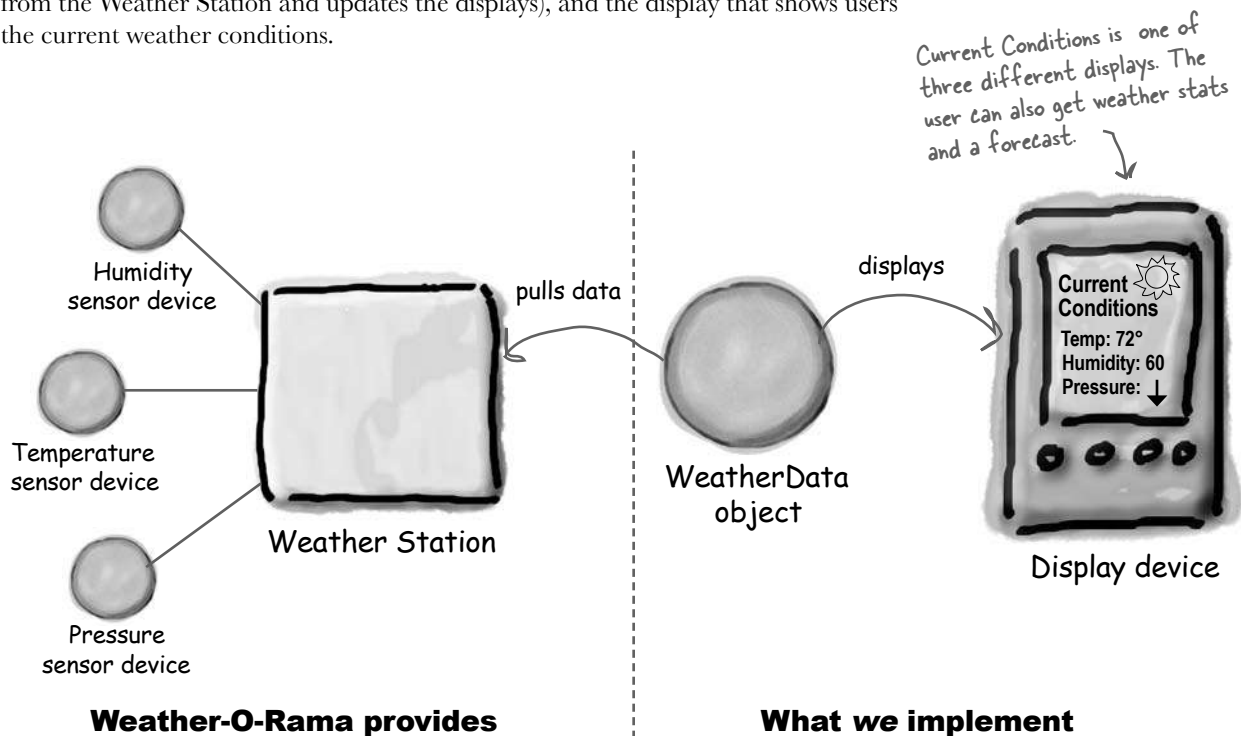 from the Weather Station and updates the displays), and the display that shows users
the current weather conditions.
Current Conditions is one of
three different displays. The
user can also get weather stats
and a forecast.
Humidity
sensor device
Temperature
sensor device
Pressure
sensor device
Weather Station
pulls data
WeatherData
object
displays
Current
Conditions
Temp: 72°
Humidity: 60
Pressure:
Display device
Weather-O-Rama provides
What we implement